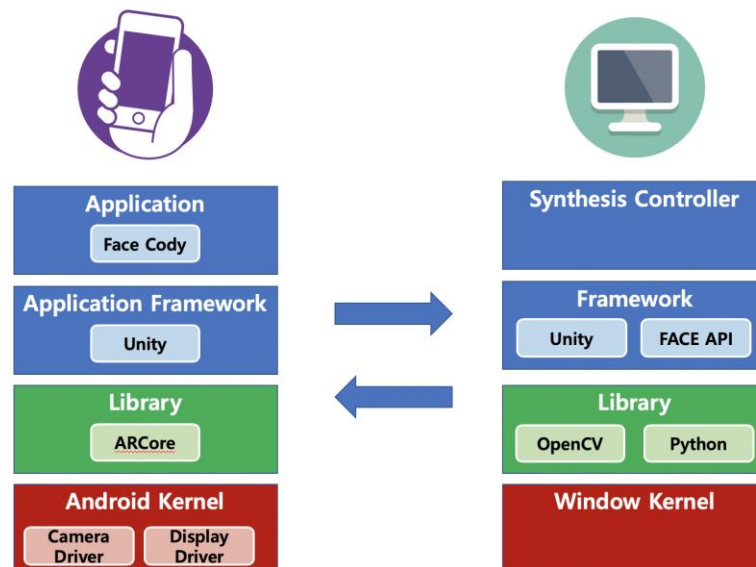 Application
Face Cody
Application Framework
Unity
Library
ARCore
Android Kernel
Camera
Driver
Display
Driver
Synthesis Controller
Framework
Unity
FACE API
Library
OpenCV
Python
Window Kernel